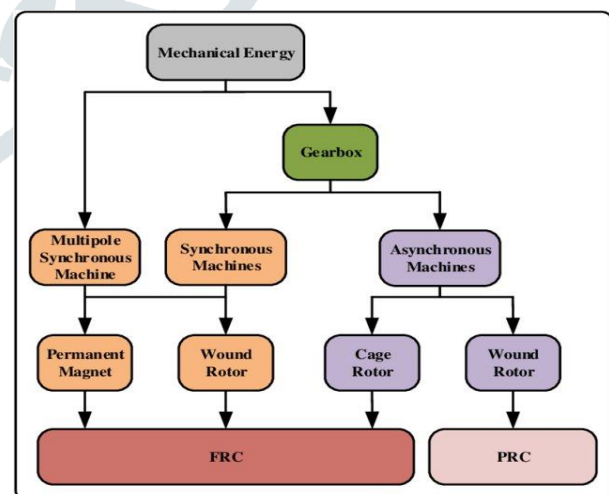 Mechanical Energy
Gearbox
Multipole
Synchronous
Machine
Synchronous
Machines
Asynchronous
Machines
Permanent
Magnet
Wound
Rotor
Cage
Rotor
Wound
Rotor
FRC
PRC